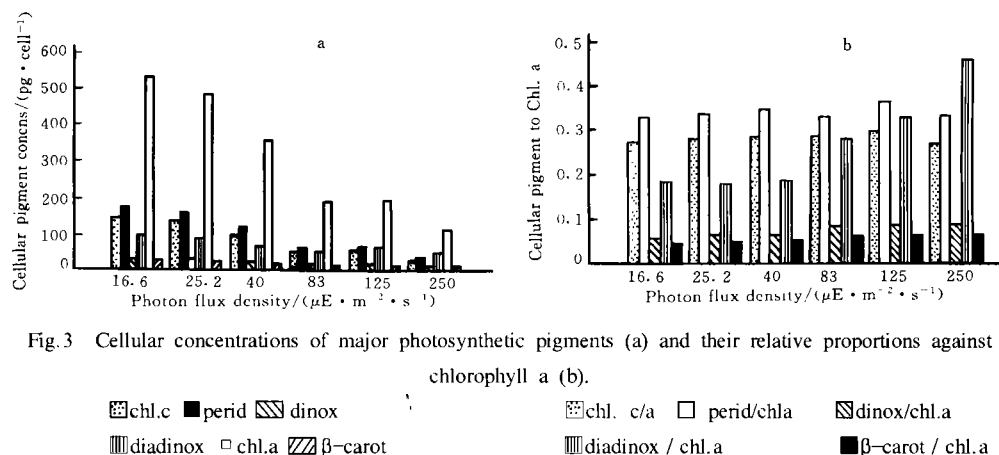 a
Cellular pigment concns/(pg · cell⁻¹)
600
500
400
300
200
100
0
16.6 25.2 40 83 125 250
Photon flux density/(μE · m⁻² · s⁻¹)
b
Cellular pigment to Chl. a
0.5
0.4
0.3
0.2
0.1
0
16.6 25.2 40 83 125 250
Photon flux density/(μE · m⁻² · s⁻¹)
Fig.3 Cellular concentrations of major photosynthetic pigments (a) and their relative proportions against
chlorophyll a (b).
chl.c perid dinox
diadinox chl.a β-carot
chl. c/a perid/chla dinox/chl.a
diadinox / chl.a β-carot / chl.a